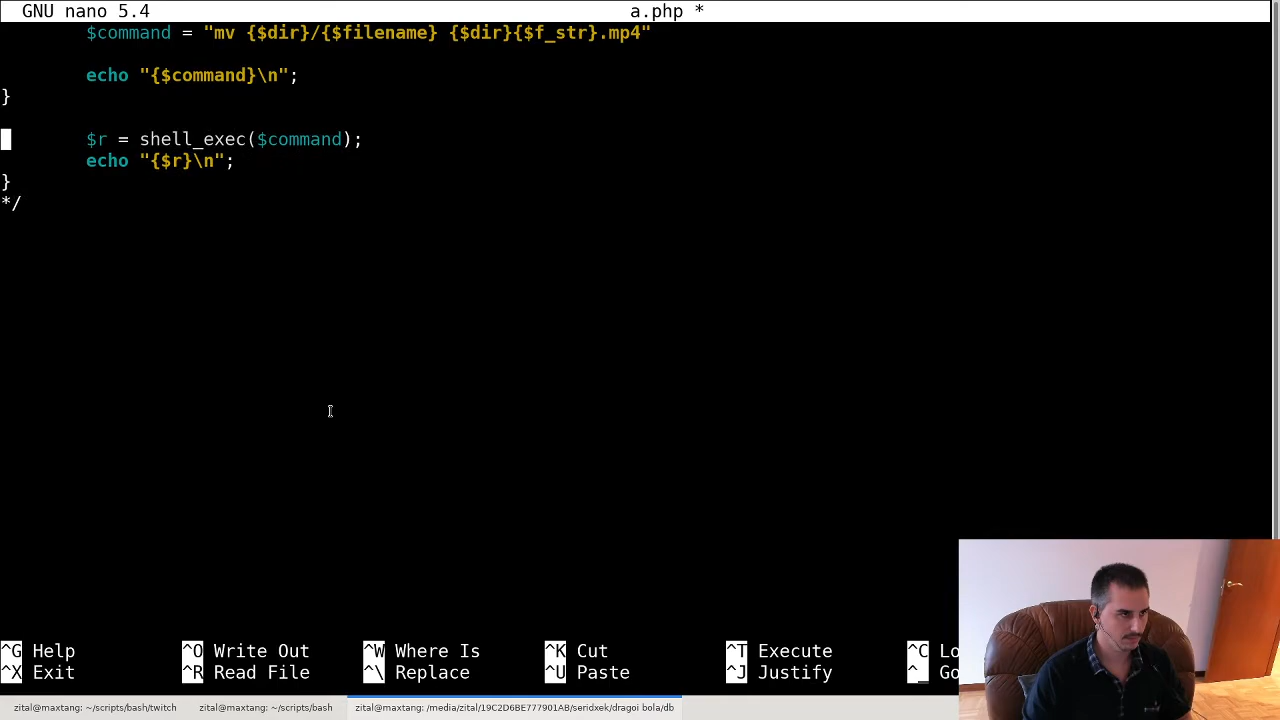 GNU nano 5.4 a.php *
$command = "mv {$dir}/{$filename} {$dir}{$f_str}.mp4"
echo "{$command}\n";
}
$r = shell_exec($command);
echo "{$r}\n";
}
*/
^G Help ^O Write Out ^W Where Is ^K Cut ^T Execute ^C Lo
^X Exit ^R Read File ^\ Replace ^U Paste ^J Justify ^_ Go
zital@maxtang: ~/scripts/bash/twitch zital@maxtang: ~/scripts/bash zital@maxtang: /media/zital/19C2D6BE777901AB/seridxek/dragoi bola/db